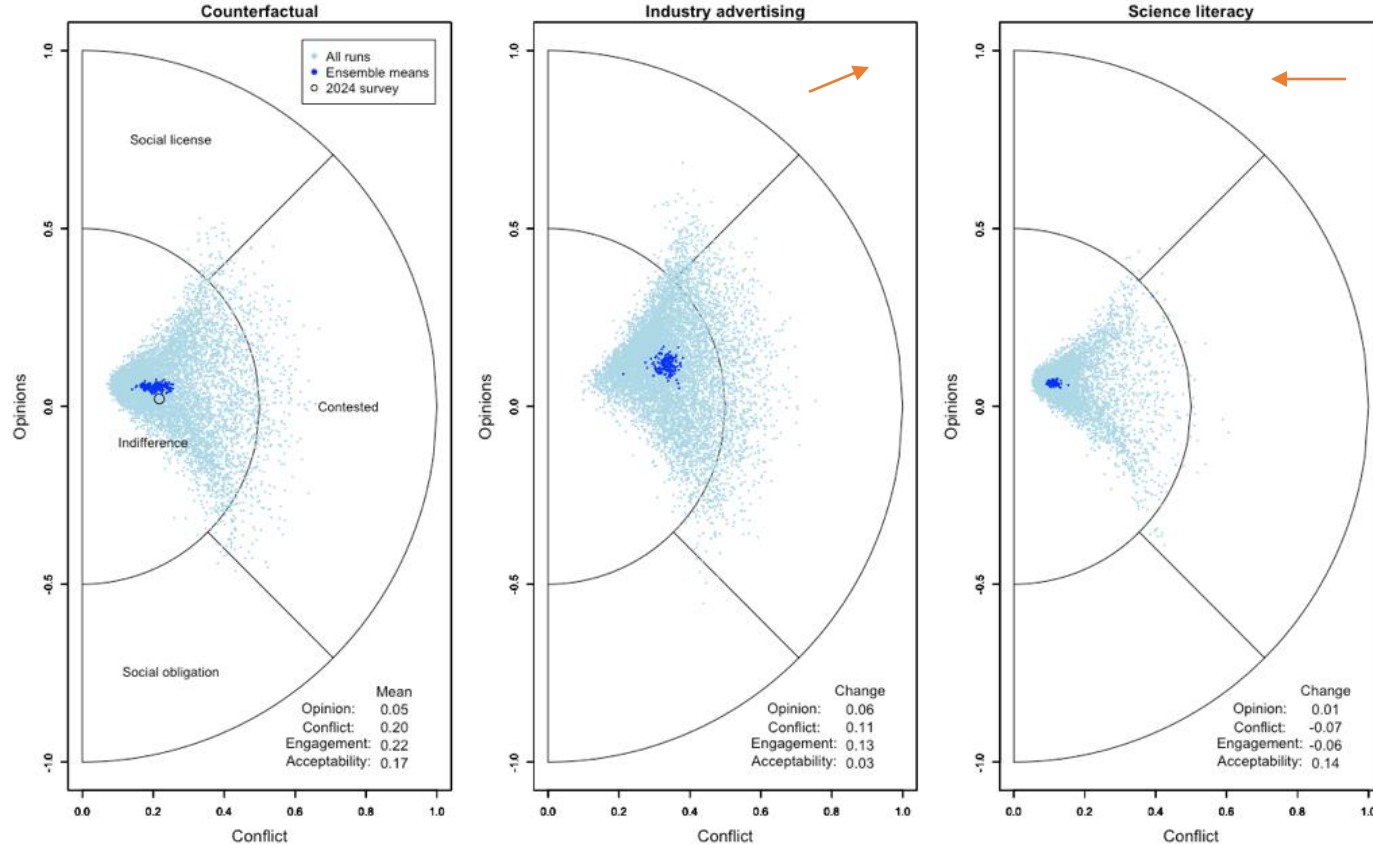 Counterfactual
All runs
Ensemble means
2024 survey
Opinions
1.0
0.5
0.0
-0.5
-1.0
Social license
Contested
Indifference
Social obligation
Mean
Opinion: 0.05
Conflict: 0.20
Engagement: 0.22
Acceptability: 0.17
0.0 0.2 0.4 0.6 0.8 1.0
Conflict
Industry advertising
Opinions
1.0
0.5
0.0
-0.5
-1.0
Change
Opinion: 0.06
Conflict: 0.11
Engagement: 0.13
Acceptability: 0.03
0.0 0.2 0.4 0.6 0.8 1.0
Conflict
Science literacy
Opinions
1.0
0.5
0.0
-0.5
-1.0
Change
Opinion: 0.01
Conflict: -0.07
Engagement: -0.06
Acceptability: 0.14
0.0 0.2 0.4 0.6 0.8 1.0
Conflict